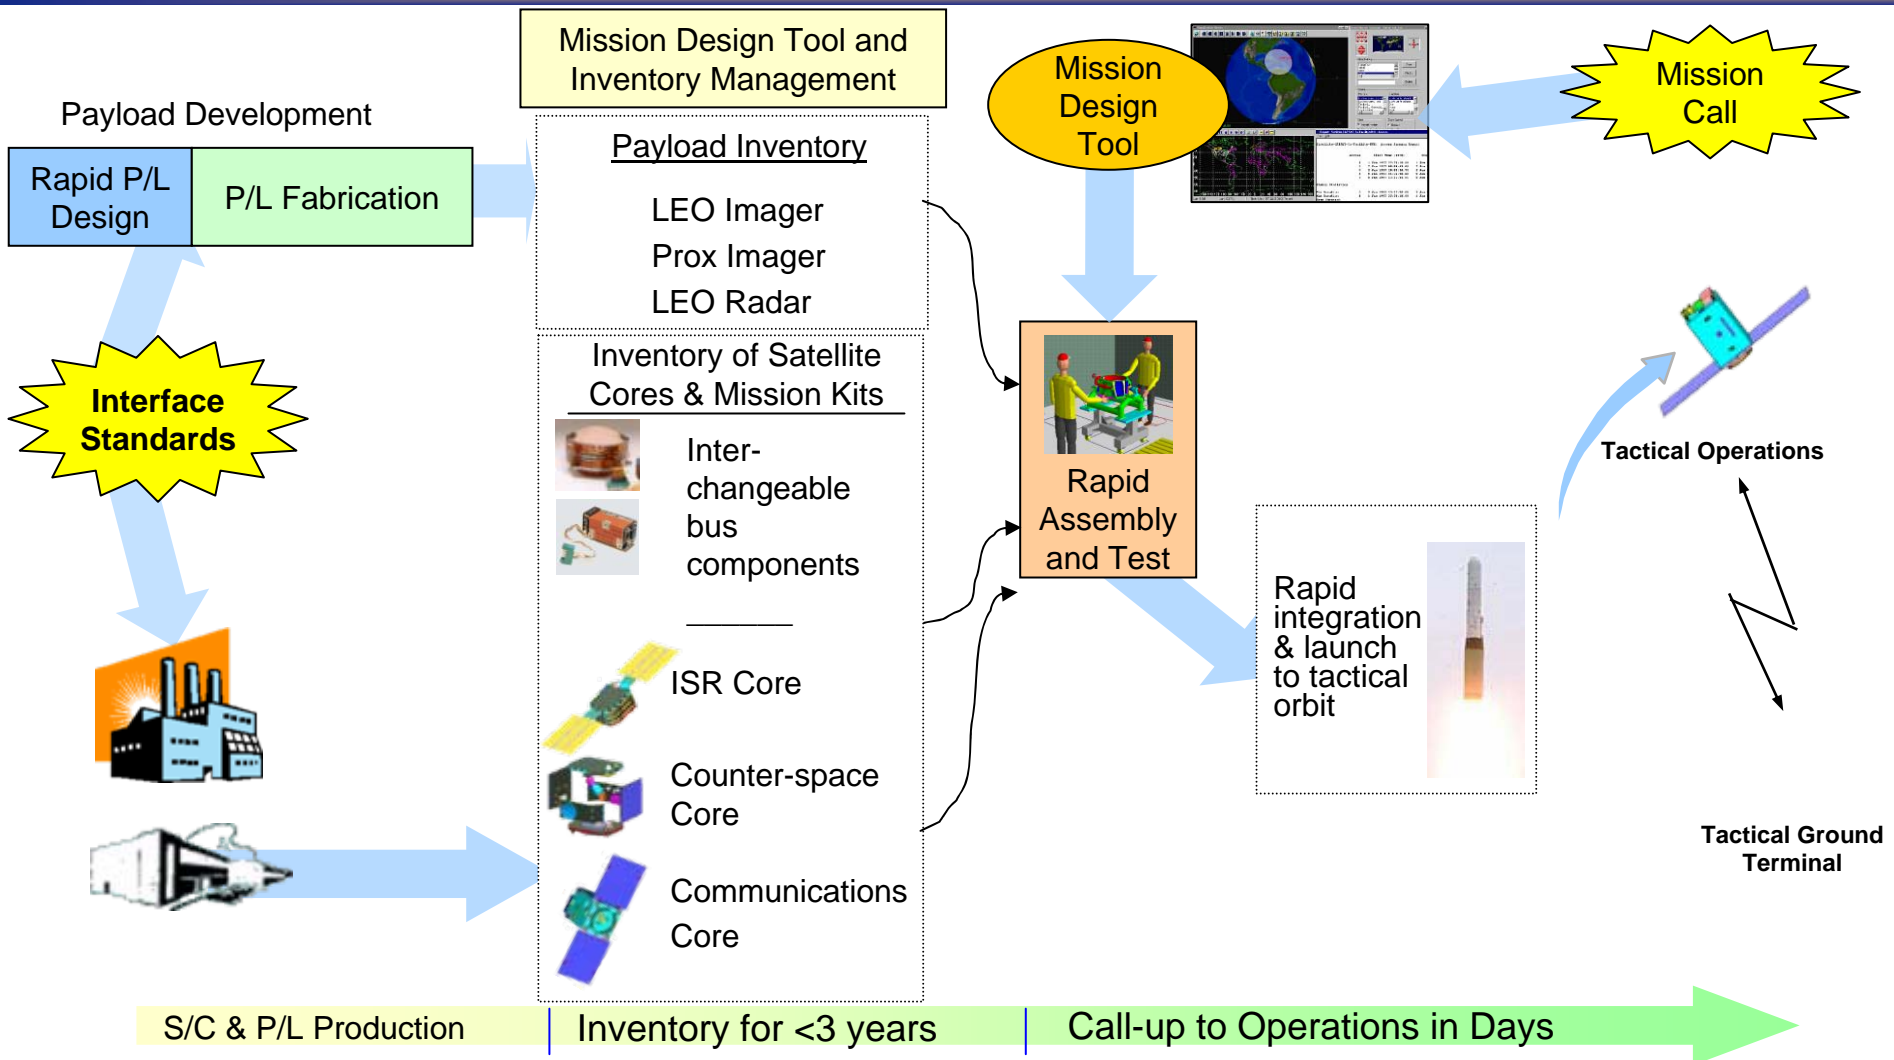 Mission Design Tool and
Inventory Management
Mission
Design
Tool
Mission
Call
Payload Development
Rapid P/L
Design
P/L Fabrication
Payload Inventory
LEO Imager
Prox Imager
LEO Radar
Interface
Standards
Inventory of Satellite
Cores & Mission Kits
Inter-
changeable
bus
components
ISR Core
Counter-space
Core
Communications
Core
Rapid
Assembly
and Test
Rapid
integration
& launch
to tactical
orbit
Tactical Operations
Tactical Ground
Terminal
S/C & P/L Production
Inventory for <3 years
Call-up to Operations in Days